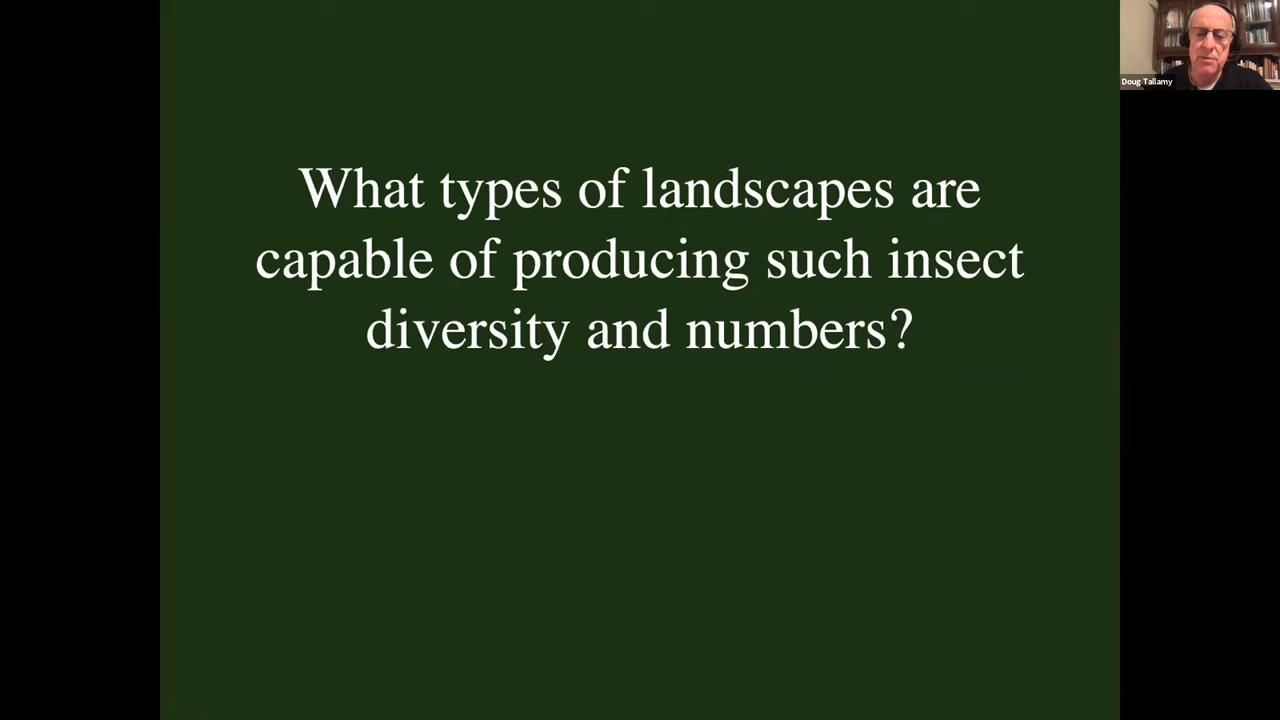 What types of landscapes are
capable of producing such insect
diversity and numbers?
Doug Tallamy